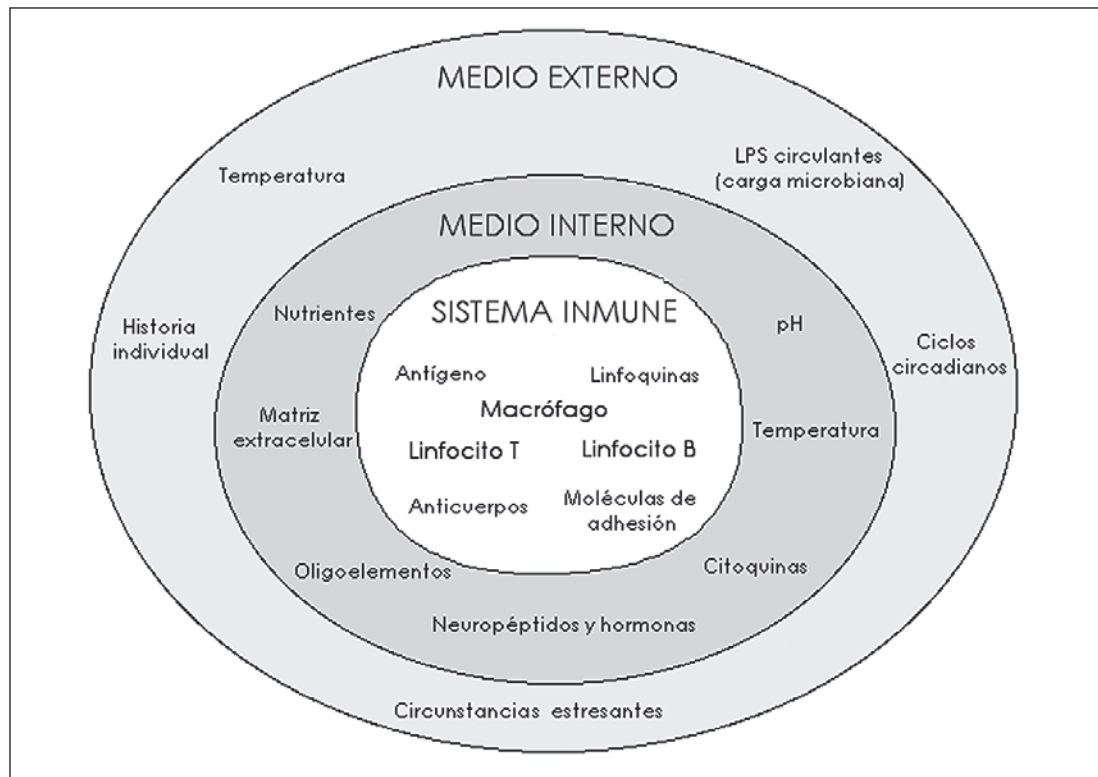 MEDIO EXTERNO
Temperatura
LPS circulantes
(carga microbiana)
MEDIO INTERNO
Nutrientes
SISTEMA INMUNE
pH
Historia
individual
Ciclos
circadianos
Antígeno
Linfoquinas
Macrófago
Matriz
extracelular
Temperatura
Linfocito T
Linfocito B
Anticuerpos
Moléculas de
adhesión
Oligoelementos
Citoquinas
Neuropéptidos y hormonas
Circunstancias estresantes